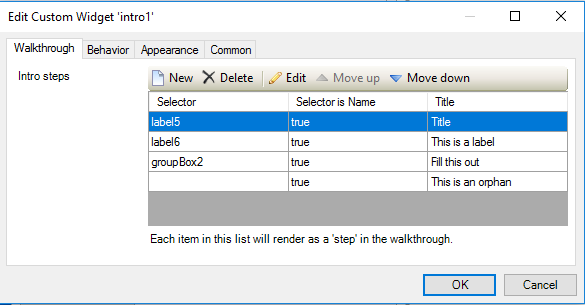 Edit Custom Widget 'intro1'
Walkthrough Behavior Appearance Common
Intro steps
New Delete Edit Move up Move down
Selector Selector is Name Title
label5 true Title
label6 true This is a label
groupBox2 true Fill this out
true This is an orphan
Each item in this list will render as a 'step' in the walkthrough.
OK Cancel